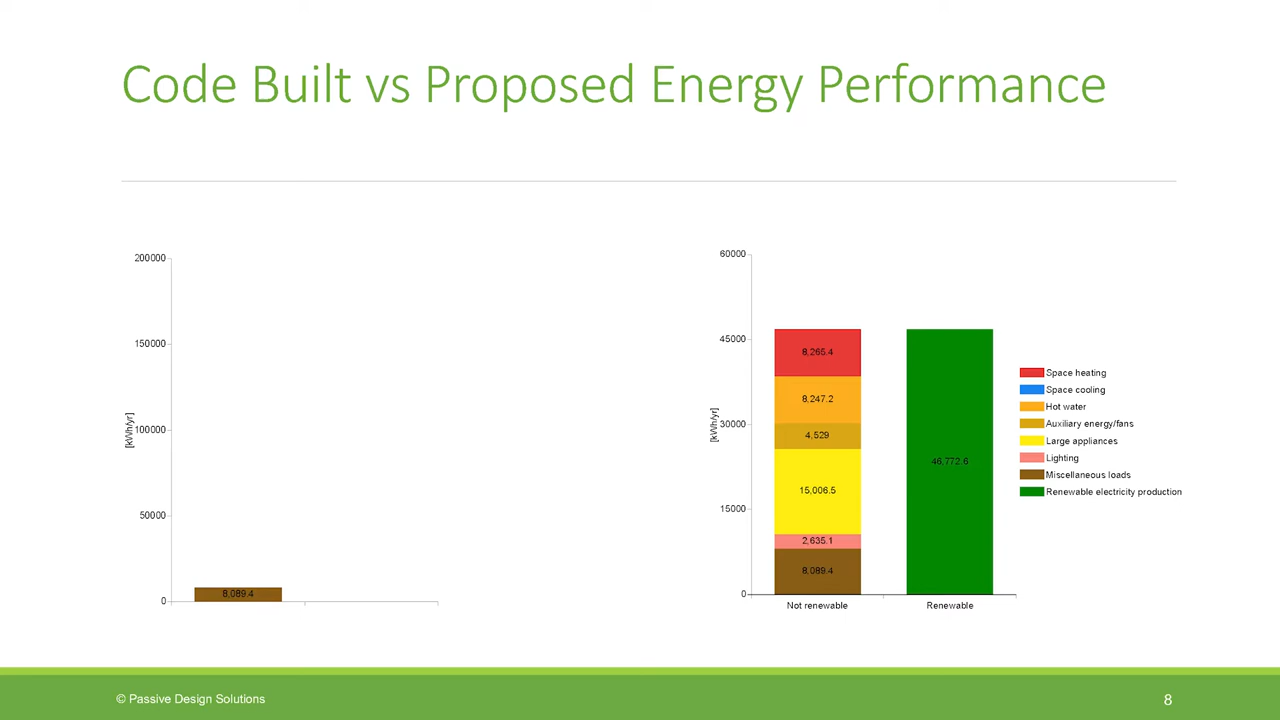 Code Built vs Proposed Energy Performance
200000
150000
100000
50000
0
[kWh/yr]
8,089.4
60000
45000
30000
15000
0
[kWh/yr]
8,265.4
8,247.2
4,529
15,006.5
2,635.1
8,089.4
46,772.6
Not renewable
Renewable
Space heating
Space cooling
Hot water
Auxiliary energy/fans
Large appliances
Lighting
Miscellaneous loads
Renewable electricity production
© Passive Design Solutions
8